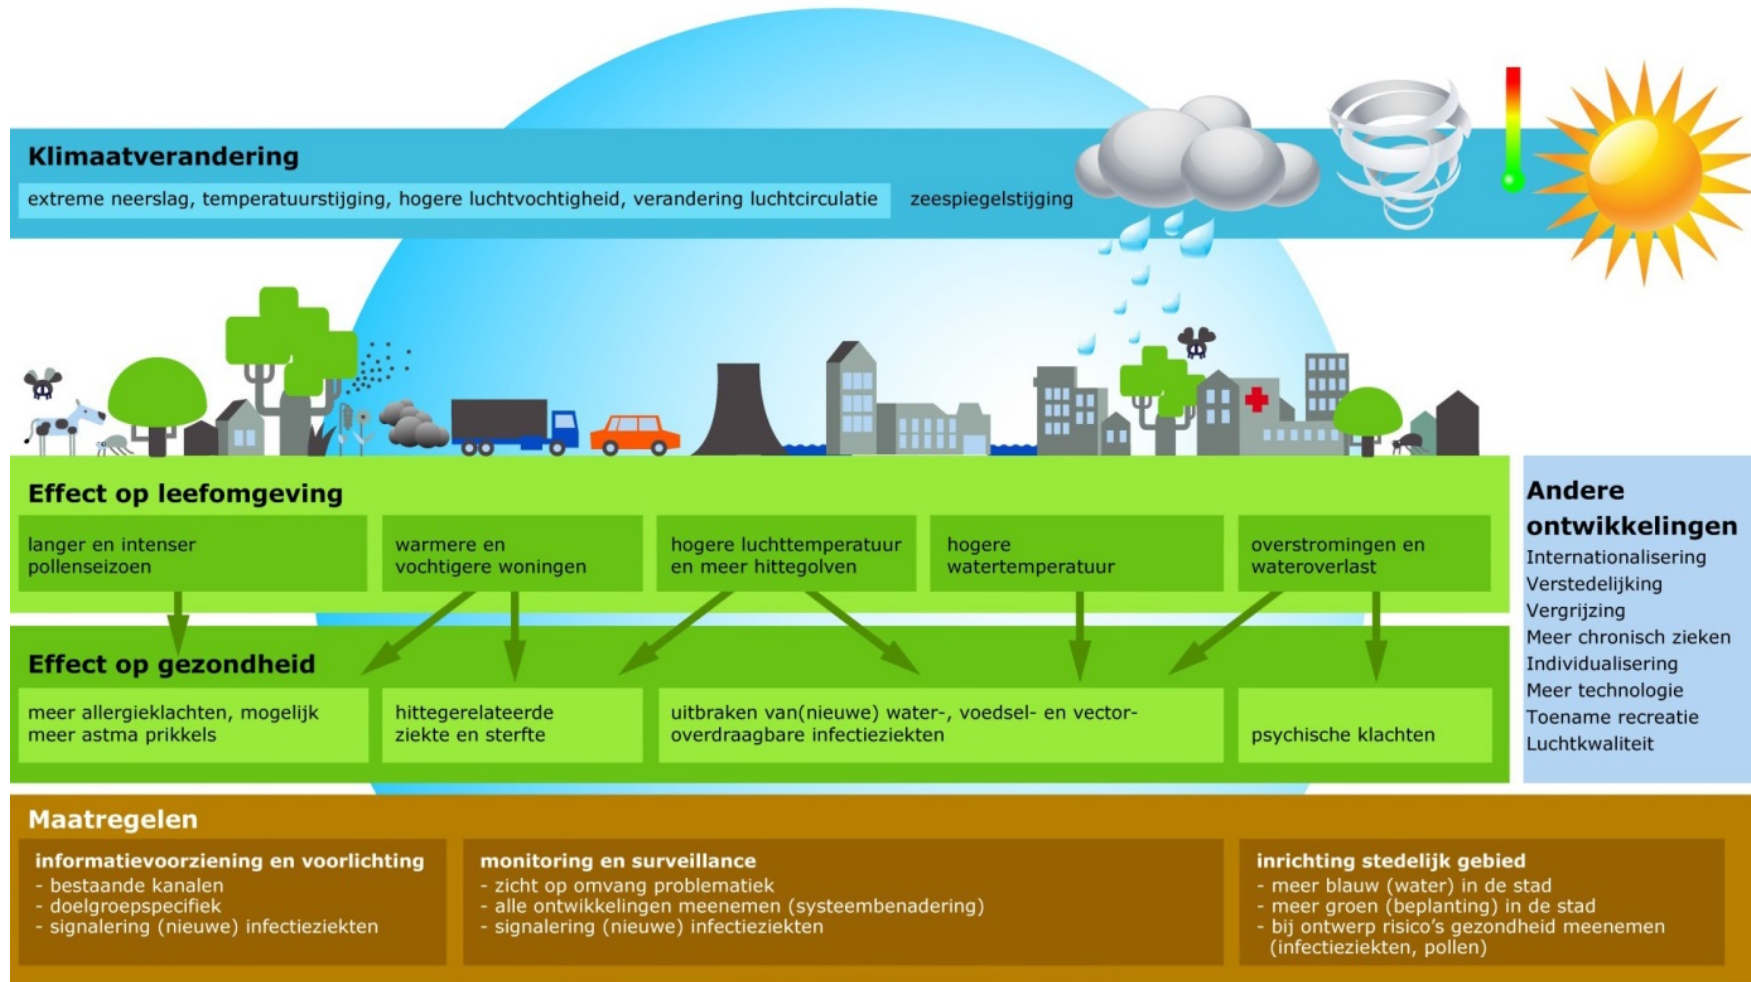 Klimaatverandering
extreme neerslag, temperatuurstijging, hogere luchtvochtigheid, verandering luchtcirculatie zeespiegelstijging
Effect op leefomgeving
langer en intenser
pollenseizoen
warmere en
vochtigere woningen
hogere luchttemperatuur
en meer hittegolven
hogere
watertemperatuur
overstromingen en
wateroverlast
Effect op gezondheid
meer allergieklachten, mogelijk
meer astma prikkels
hittegerelateerde
ziekte en sterfte
uitbraken van(nieuwe) water-, voedsel- en vector-
overdraagbare infectieziekten
psychische klachten
Andere
ontwikkelingen
Internationalisering
Verstedelijking
Vergrijzing
Meer chronisch zieken
Individualisering
Meer technologie
Toename recreatie
Luchtkwaliteit
Maatregelen
informatievoorziening en voorlichting
- bestaande kanalen
- doelgroepspecifiek
- signalering (nieuwe) infectieziekten
monitoring en surveillance
- zicht op omvang problematiek
- alle ontwikkelingen meenemen (systeembenadering)
- signalering (nieuwe) infectieziekten
inrichting stedelijk gebied
- meer blauw (water) in de stad
- meer groen (beplanting) in de stad
- bij ontwerp risico's gezondheid meenemen
(infectieziekten, pollen)